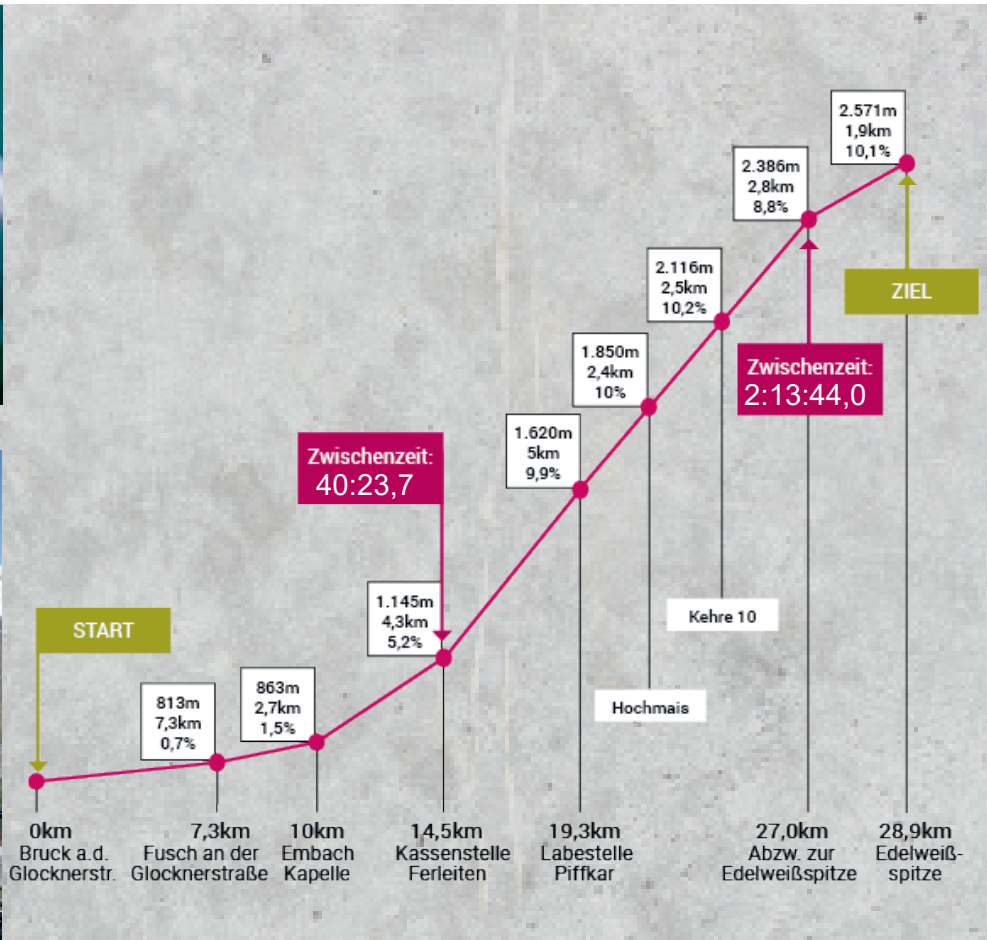 START
813m
7,3km
0,7%
863m
2,7km
1,5%
1.145m
4,3km
5,2%
Zwischenzeit:
40:23,7
1.620m
5km
9,9%
1.850m
2,4km
10%
2.116m
2,5km
10,2%
2.386m
2,8km
8,8%
2.571m
1,9km
10,1%
ZIEL
Zwischenzeit:
2:13:44,0
Kehre 10
Hochmais
0km
Bruck a.d.
Glocknerstr.
7,3km
Fusch an der
Glocknerstraße
10km
Embach
Kapelle
14,5km
Kassenstelle
Ferleiten
19,3km
Labestelle
Piffkar
27,0km
Abzw. zur
Edelweißspitze
28,9km
Edelweiß-
spitze